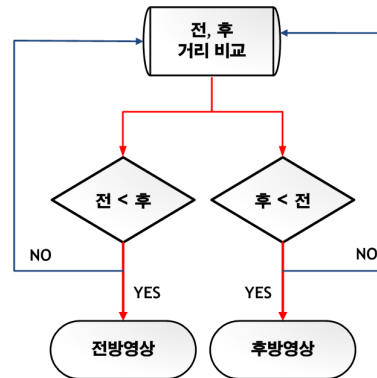 전, 후
거리 비교
전 < 후
후 < 전
NO
NO
YES
YES
전방영상
후방영상